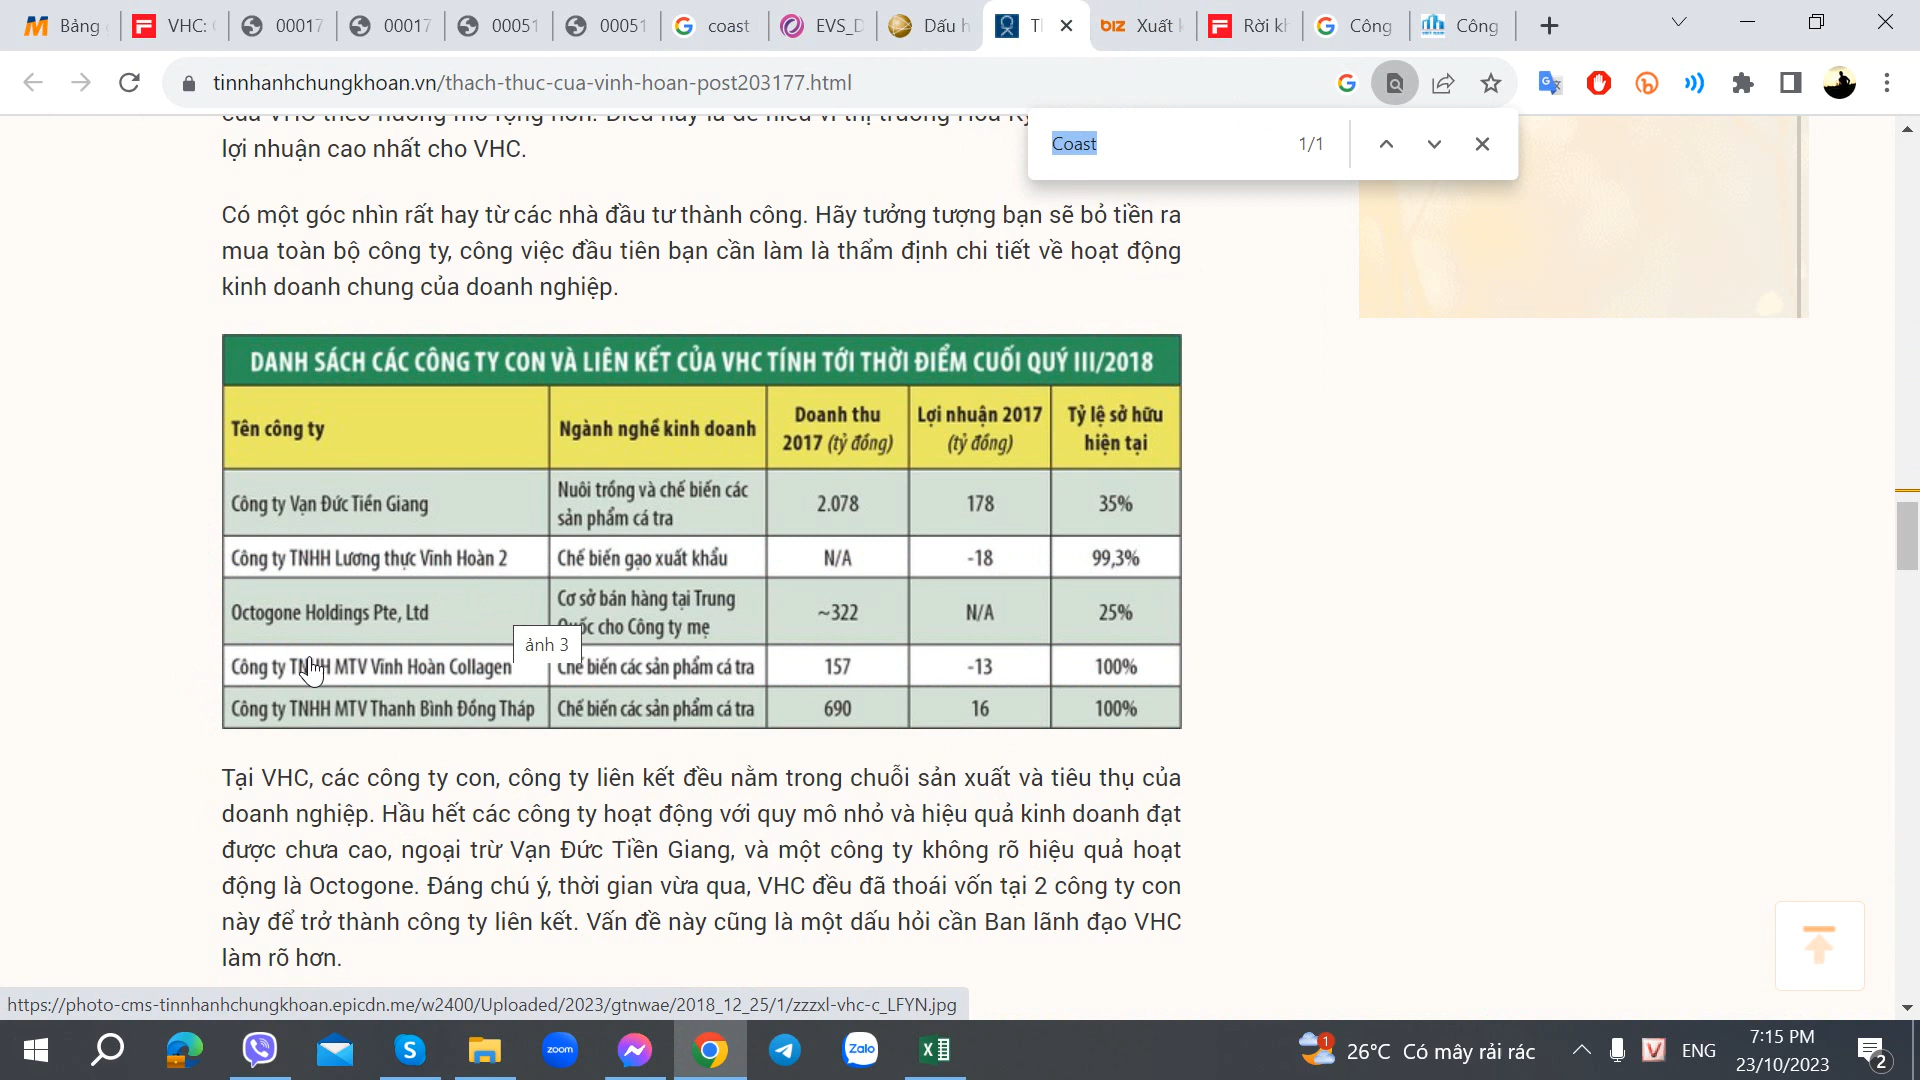 Bảng
VHC:
00017
00017
00051
00051
coast
EVS_D
Dấu h
Xuất k
Rời kh
Công
Công
tinnhanhchungkhoan.vn/thach-thuc-cua-vinh-hoan-post203177.html
Coast 1/1
lợi nhuận cao nhất cho VHC.
Có một góc nhìn rất hay từ các nhà đầu tư thành công. Hãy tưởng tượng bạn sẽ bỏ tiền ra
mua toàn bộ công ty, công việc đầu tiên bạn cần làm là thẩm định chi tiết về hoạt động
kinh doanh chung của doanh nghiệp.
DANH SÁCH CÁC CÔNG TY CON VÀ LIÊN KẾT CỦA VHC TÍNH TỚI THỜI ĐIỂM CUỐI QUÝ III/2018
Tên công ty Ngành nghề kinh doanh Doanh thu 2017 (tỷ đồng) Lợi nhuận 2017 (tỷ đồng) Tỷ lệ sở hữu hiện tại
Công ty Vạn Đức Tiền Giang Nuôi trồng và chế biến các sản phẩm cá tra 2.078 178 35%
Công ty TNHH Lương thực Vĩnh Hoàn 2 Chế biến gạo xuất khẩu N/A -18 99,3%
Octogone Holdings Pte, Ltd Cơ sở bán hàng tại Trung Quốc cho Công ty mẹ ~322 N/A 25%
ảnh 3
Công ty TNHH MTV Vĩnh Hoàn Collagen Chế biến các sản phẩm cá tra 157 -13 100%
Công ty TNHH MTV Thanh Bình Đồng Tháp Chế biến các sản phẩm cá tra 690 16 100%
Tại VHC, các công ty con, công ty liên kết đều nằm trong chuỗi sản xuất và tiêu thụ của
doanh nghiệp. Hầu hết các công ty hoạt động với quy mô nhỏ và hiệu quả kinh doanh đạt
được chưa cao, ngoại trừ Vạn Đức Tiền Giang, và một công ty không rõ hiệu quả hoạt
động là Octogone. Đáng chú ý, thời gian vừa qua, VHC đều đã thoái vốn tại 2 công ty con
này để trở thành công ty liên kết. Vấn đề này cũng là một dấu hỏi cần Ban lãnh đạo VHC
làm rõ hơn.
https://photo-cms-tinnhanhchungkhoan.epicdn.me/w2400/Uploaded/2023/gtnwae/2018_12_25/1/zzzxl-vhc-c_LFYN.jpg
zoom
Zalo
1
26°C Có mây rải rác
ENG
7:15 PM
23/10/2023
2